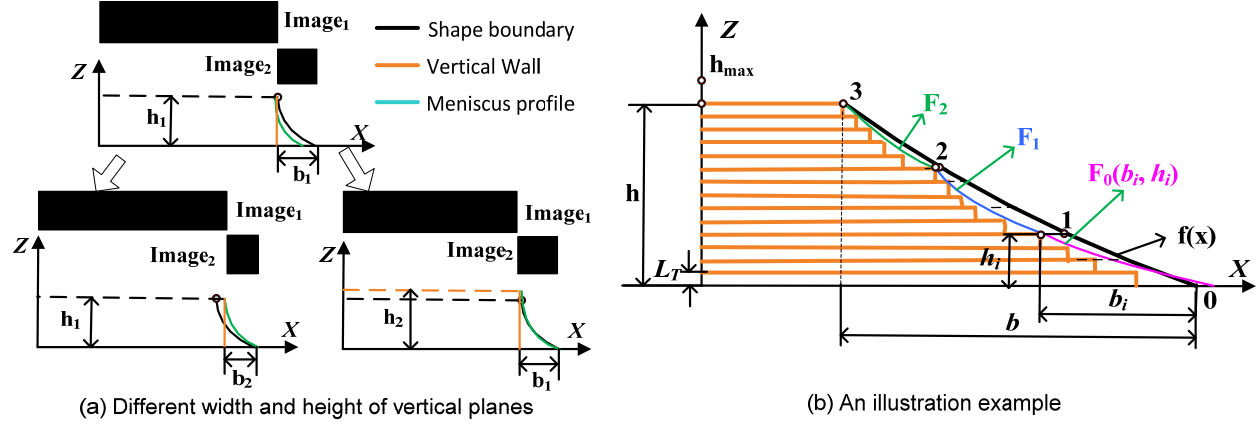 Image₁
Image₂
Shape boundary
Vertical Wall
Meniscus profile
Z
h₁
X
b₁
Image₁
Image₂
Z
h₁
X
b₂
Image₁
Image₂
Z
h₂
X
b₁
(a) Different width and height of vertical planes
Z
hmax
3
F₂
2
F₁
F₀(bᵢ, hᵢ)
h
1
f(x)
hᵢ
L_T
X
bᵢ
0
b
(b) An illustration example